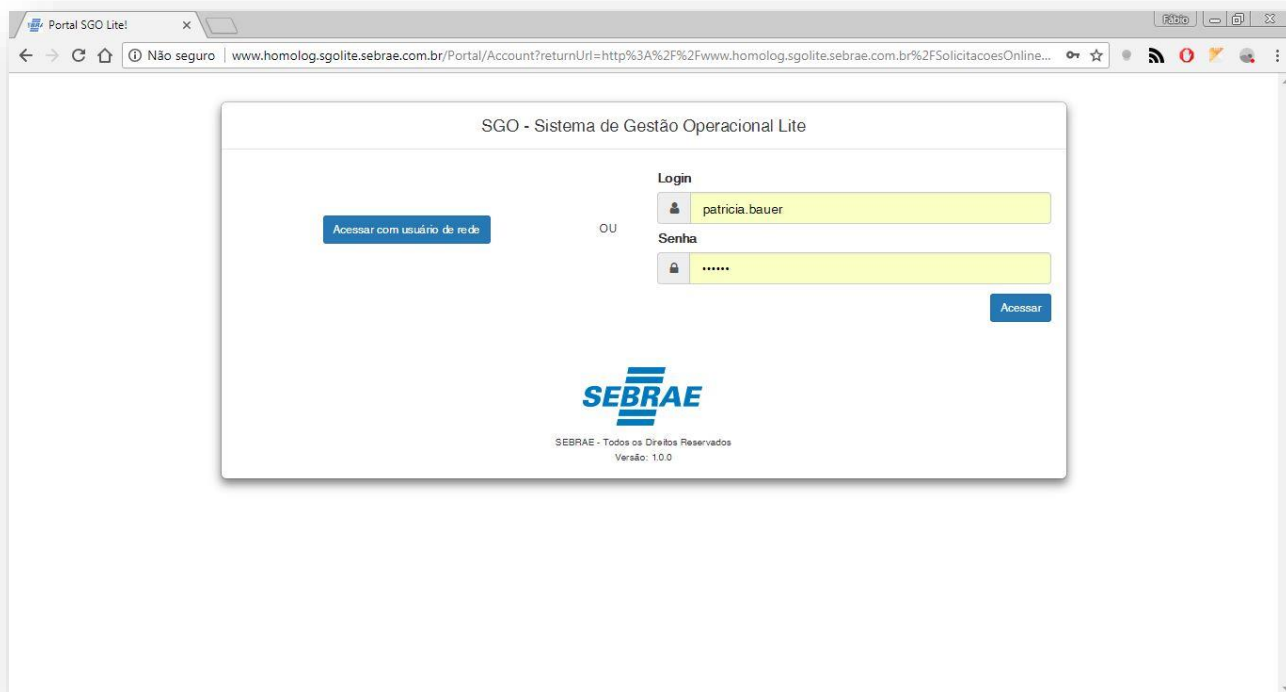 Portal SGO Lite!
Fábio
Não seguro
www.homolog.sgolite.sebrae.com.br/Portal/Account?returnUrl=http%3A%2F%2Fwww.homolog.sgolite.sebrae.com.br%2FSolicitacoesOnline...
SGO - Sistema de Gestão Operacional Lite
Login
patricia.bauer
Acessar com usuário de rede
OU
Senha
••••••
Acessar
SEBRAE
SEBRAE - Todos os Direitos Reservados
Versão: 1.0.0